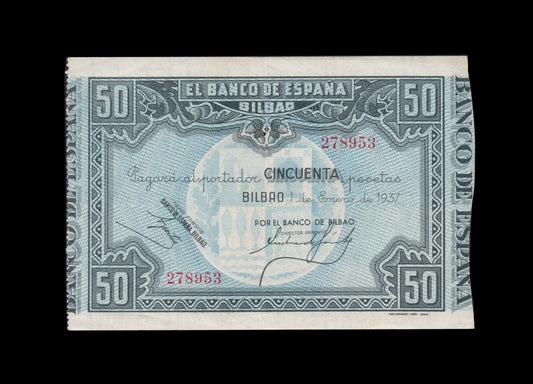 50 EL BANCO DE ESPAÑA 50
BILBAO
278953
Pagará al portador CINCUENTA pesetas
BILBAO 1 de Enero de 1937
POR EL BANCO DE BILBAO
DIRECTOR GERENTE
BANCO DE ESPAÑA BILBAO
278953
50 50
BANCO DE ESPAÑA
BANCO DE ESPAÑA